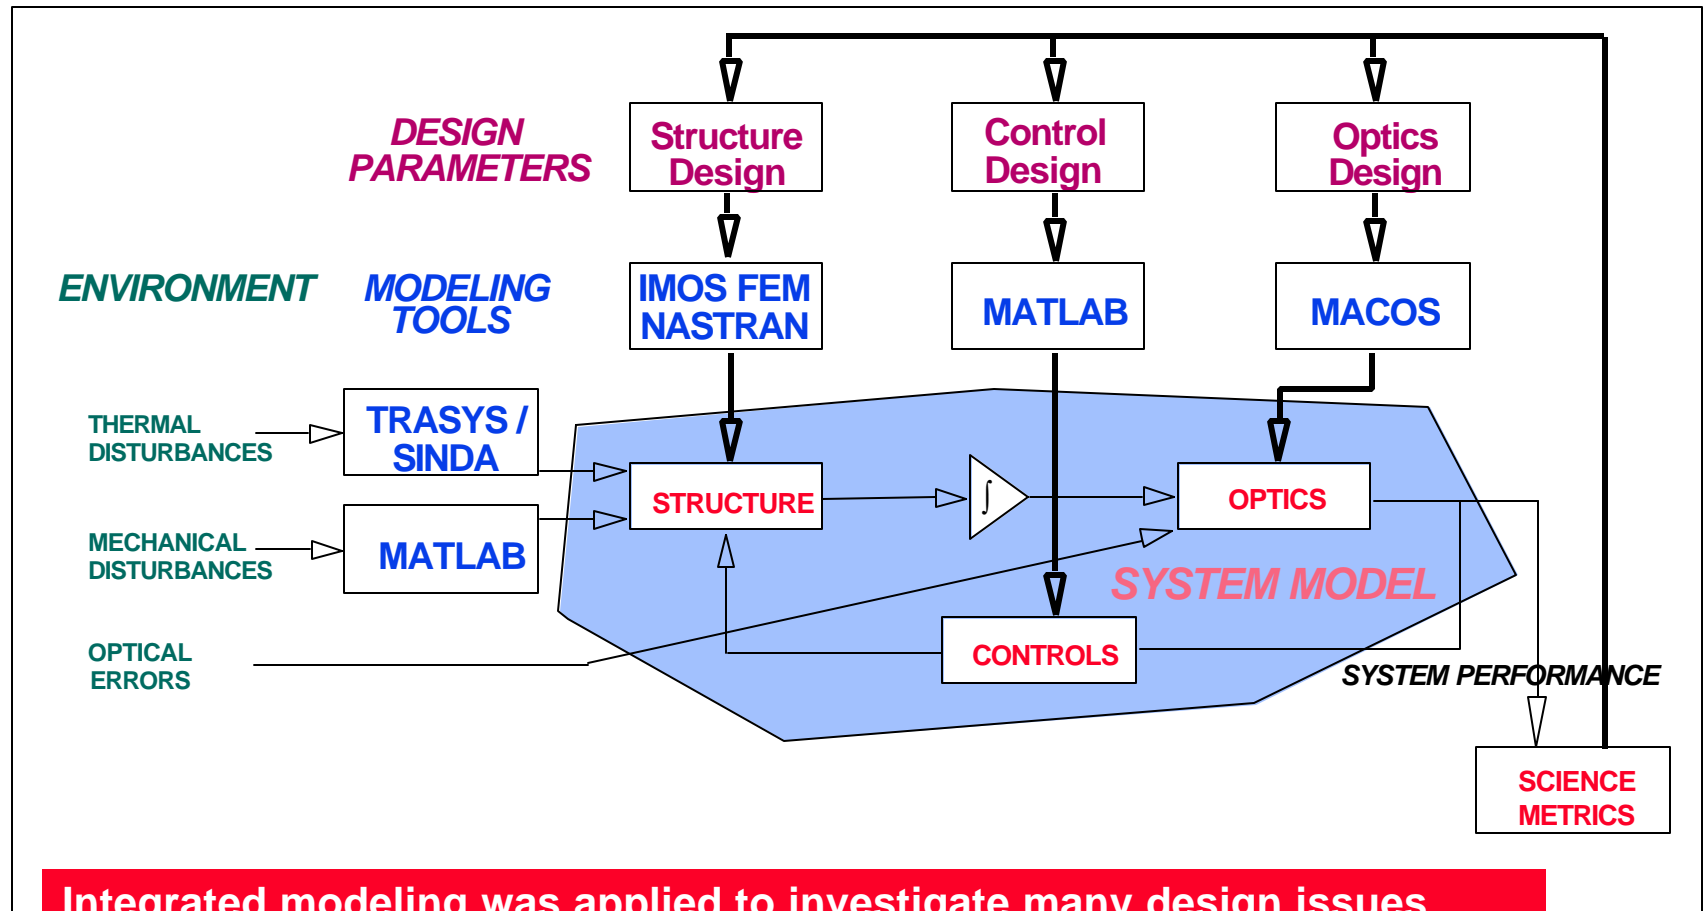 DESIGN
PARAMETERS
Structure
Design
Control
Design
Optics
Design
ENVIRONMENT
MODELING
TOOLS
IMOS FEM
NASTRAN
MATLAB
MACOS
THERMAL
DISTURBANCES
TRASYS /
SINDA
STRUCTURE
∫
OPTICS
MECHANICAL
DISTURBANCES
MATLAB
SYSTEM MODEL
OPTICAL
ERRORS
CONTROLS
SYSTEM PERFORMANCE
SCIENCE
METRICS
Integrated modeling was applied to investigate many design issues